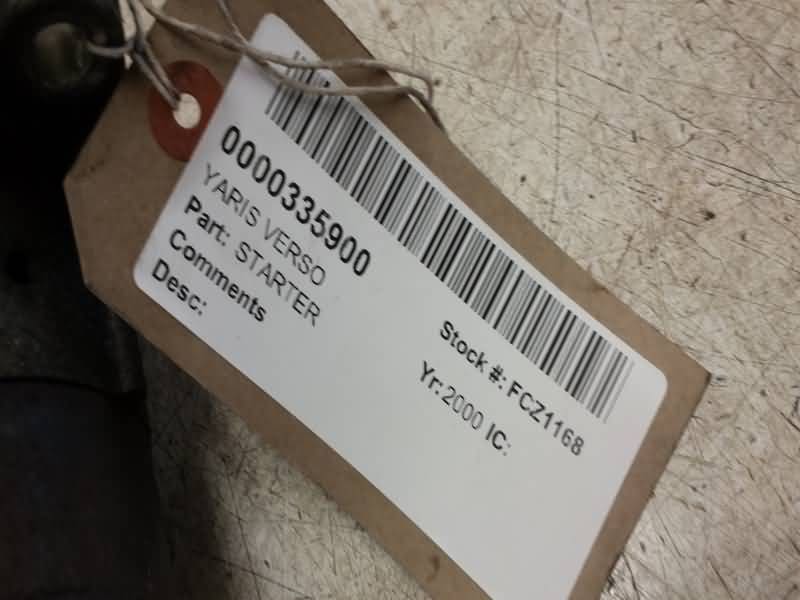 0000335900
YARIS VERSO
Part: STARTER
Comments
Desc:
Stock #: FCZ1168
Yr: 2000 IC: